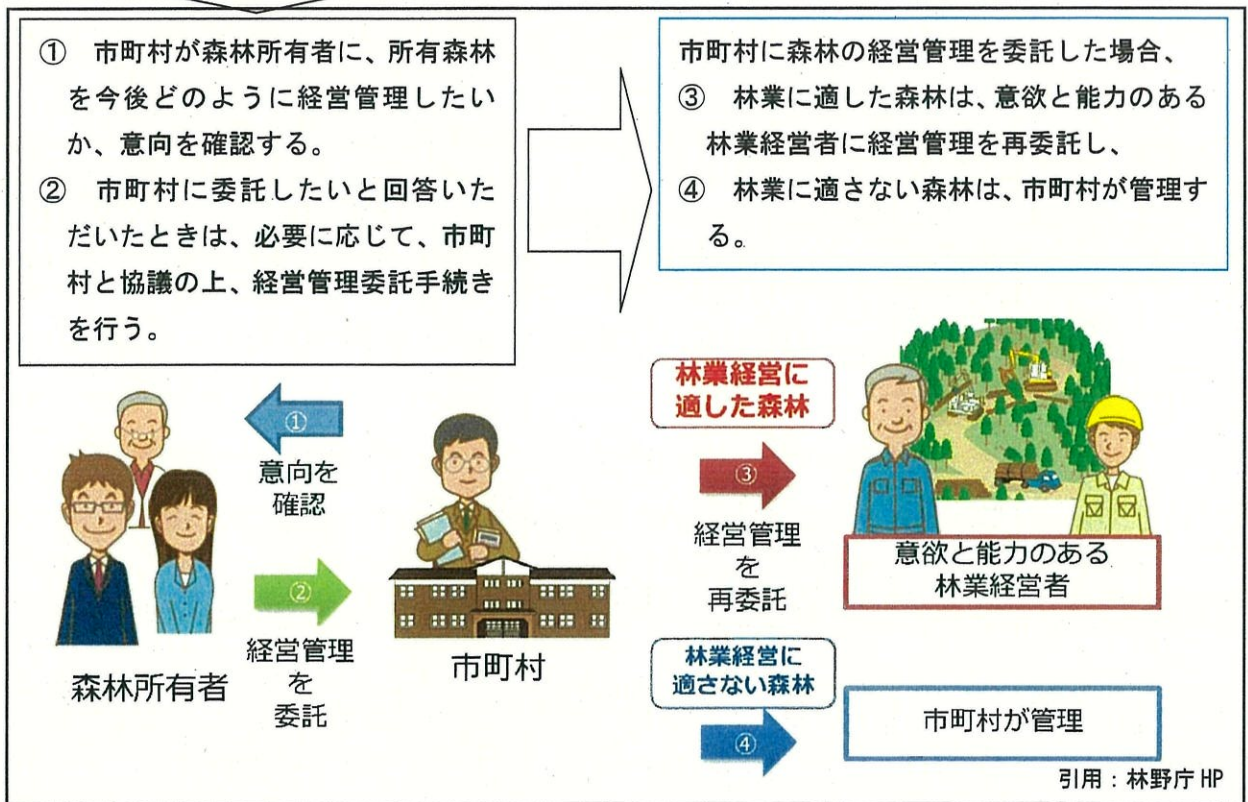 ① 市町村が森林所有者に、所有森林
を今後どのように経営管理したい
か、意向を確認する。
② 市町村に委託したいと回答いた
だいたときは、必要に応じて、市町
村と協議の上、経営管理委託手続き
を行う。
市町村に森林の経営管理を委託した場合、
③ 林業に適した森林は、意欲と能力のある
林業経営者に経営管理を再委託し、
④ 林業に適さない森林は、市町村が管理す
る。
①
意向を
確認
②
経営管理
を
委託
森林所有者
市町村
林業経営に
適した森林
③
経営管理
を
再委託
意欲と能力のある
林業経営者
林業経営に
適さない森林
④
市町村が管理
引用：林野庁 HP